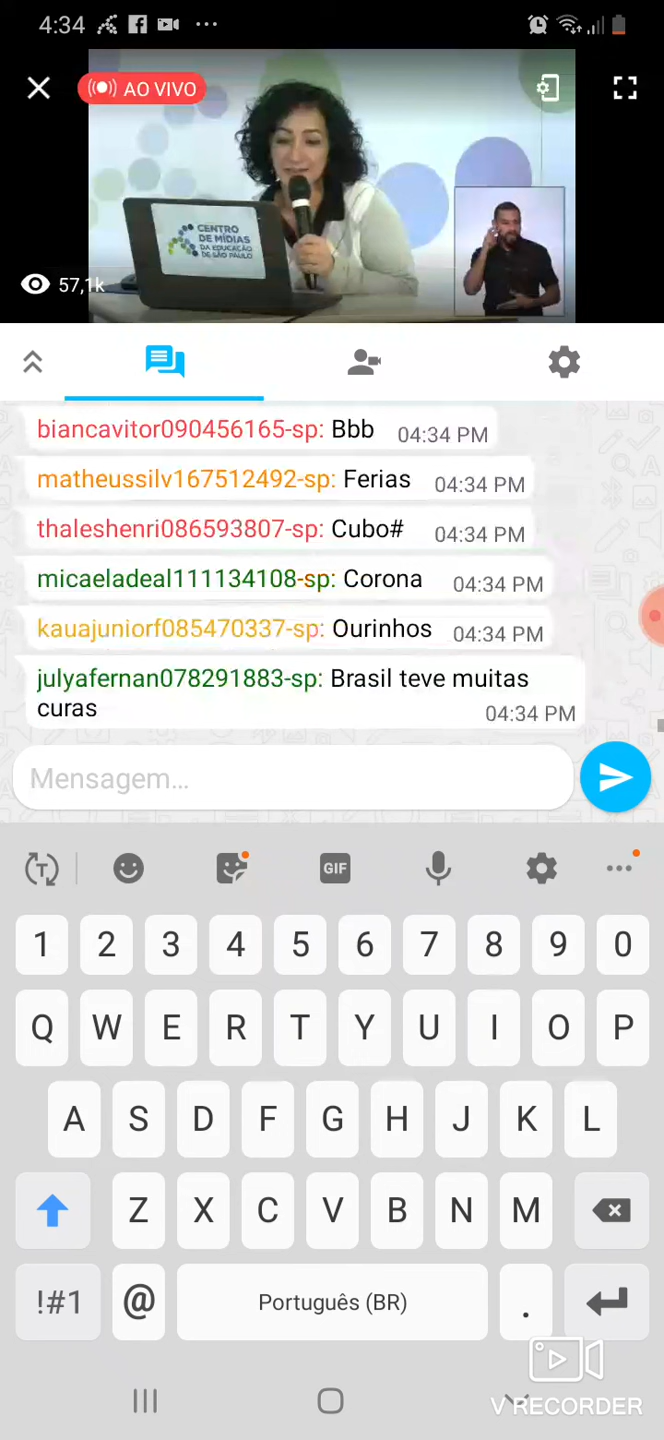 4:34
AO VIVO
CENTRO
DE MÍDIAS
DA EDUCAÇÃO
DE SÃO PAULO
57,1k
biancavitor090456165-sp: Bbb 04:34 PM
matheussilv167512492-sp: Ferias 04:34 PM
thaleshenri086593807-sp: Cubo# 04:34 PM
micaeladeal111134108-sp: Corona 04:34 PM
kauajuniorf085470337-sp: Ourinhos 04:34 PM
julyafernan078291883-sp: Brasil teve muitas
curas 04:34 PM
Mensagem...
T GIF
1 2 3 4 5 6 7 8 9 0
Q W E R T Y U I O P
A S D F G H J K L
Z X C V B N M
!#1 @ Português (BR) .
V RECORDER